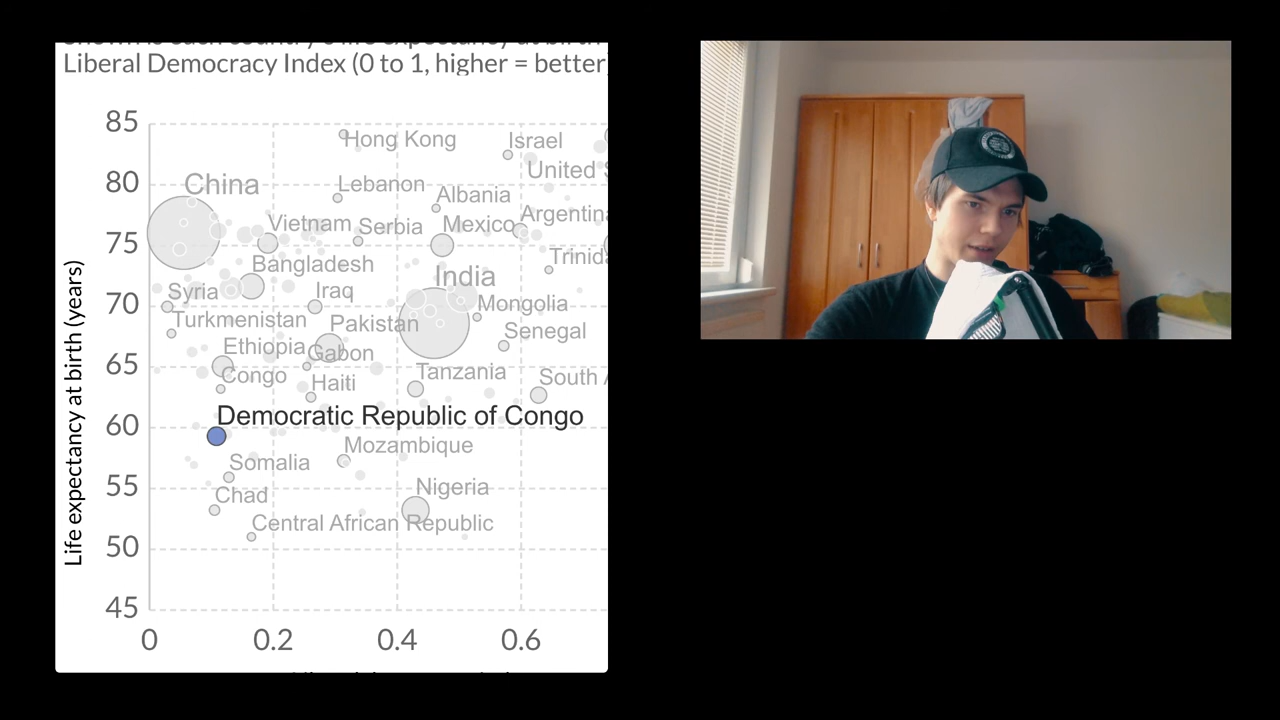 Liberal Democracy Index (0 to 1, higher = better)
85
Hong Kong
Israel
United S
80
China
Lebanon
Albania
Argentina
Vietnam
Serbia
Mexico
75
Trinid
Bangladesh
India
Syria
Iraq
Mongolia
70
Turkmenistan
Pakistan
Senegal
Ethiopia
Gabon
65
Congo
Haiti
Tanzania
South A
Democratic Republic of Congo
60
Mozambique
Somalia
55
Chad
Nigeria
Central African Republic
50
45
0
0.2
0.4
0.6
Life expectancy at birth (years)